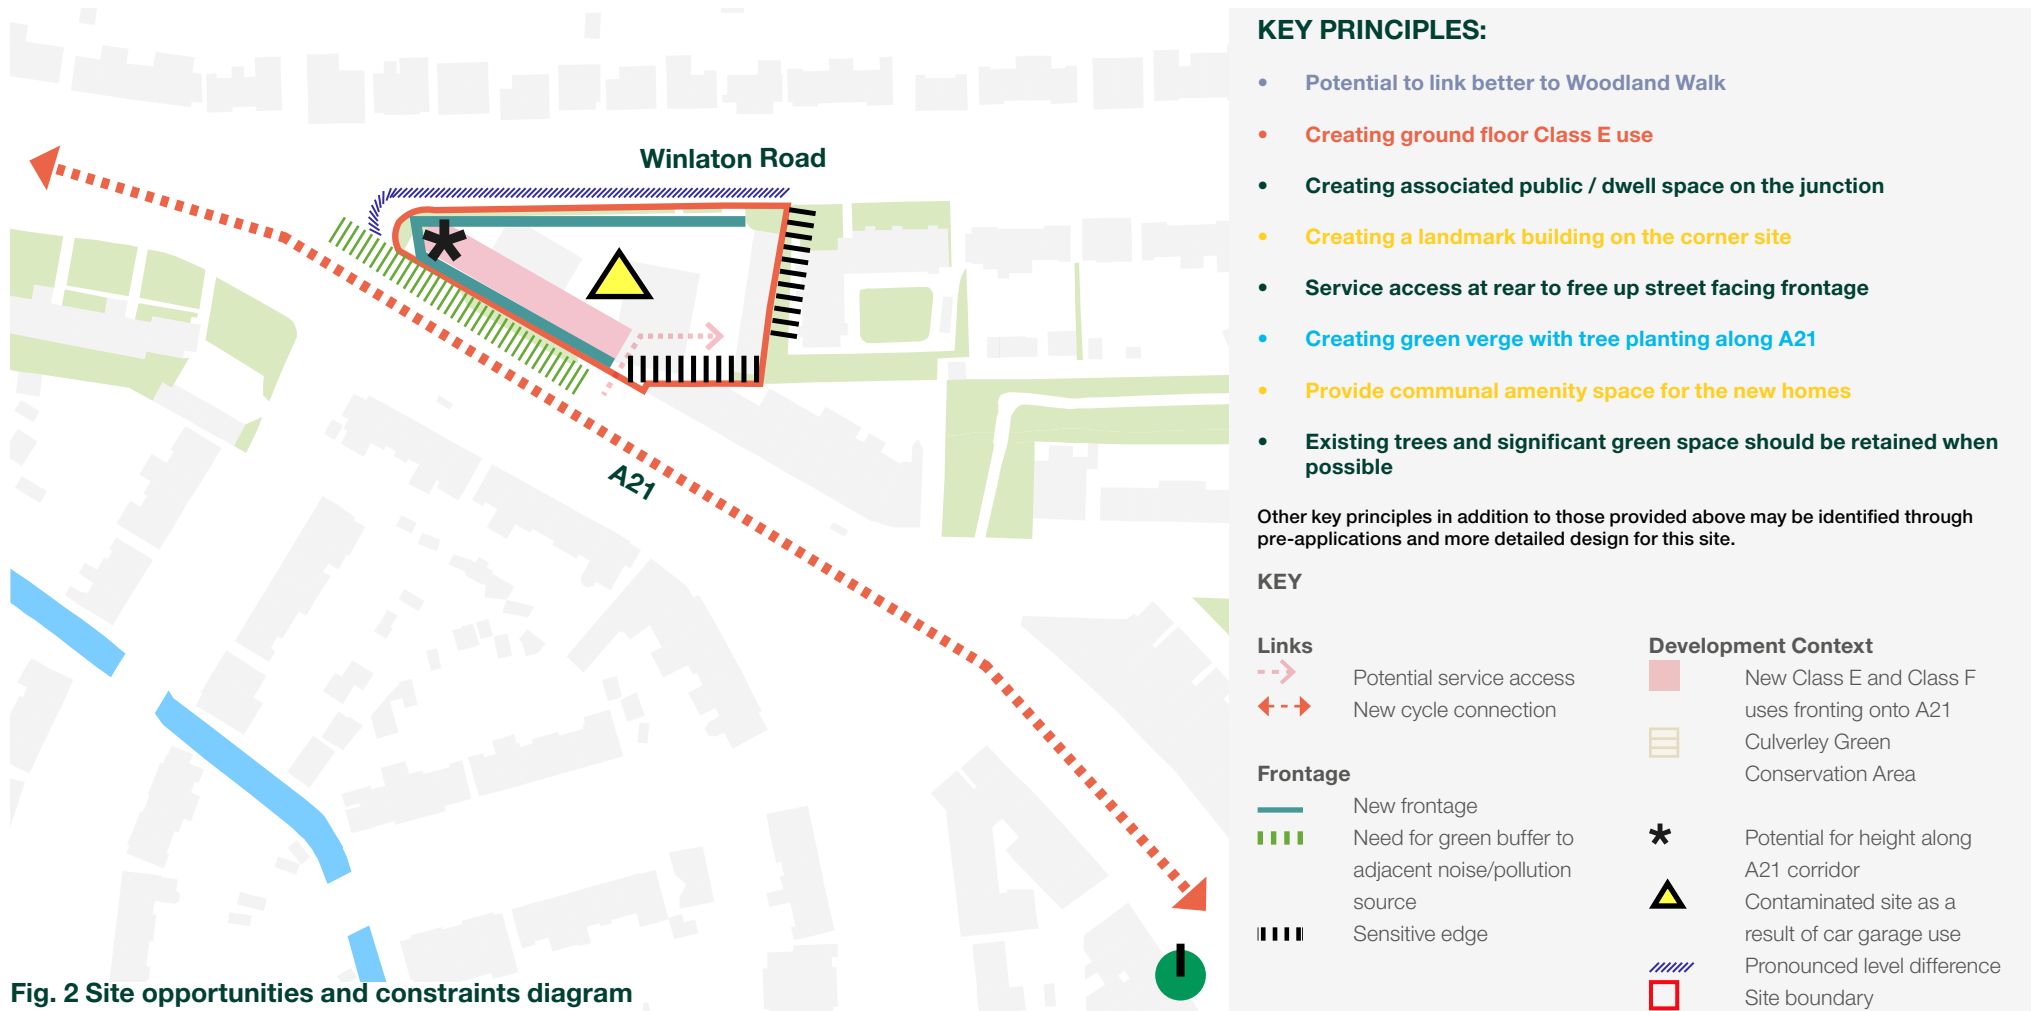 Winlaton Road
A21
Fig. 2 Site opportunities and constraints diagram
KEY PRINCIPLES:
• Potential to link better to Woodland Walk
• Creating ground floor Class E use
• Creating associated public / dwell space on the junction
• Creating a landmark building on the corner site
• Service access at rear to free up street facing frontage
• Creating green verge with tree planting along A21
• Provide communal amenity space for the new homes
• Existing trees and significant green space should be retained when
possible
Other key principles in addition to those provided above may be identified through
pre-applications and more detailed design for this site.
KEY
Links
Potential service access
New cycle connection
Frontage
New frontage
Need for green buffer to
adjacent noise/pollution
source
Sensitive edge
Development Context
New Class E and Class F
uses fronting onto A21
Culverley Green
Conservation Area
Potential for height along
A21 corridor
Contaminated site as a
result of car garage use
Pronounced level difference
Site boundary